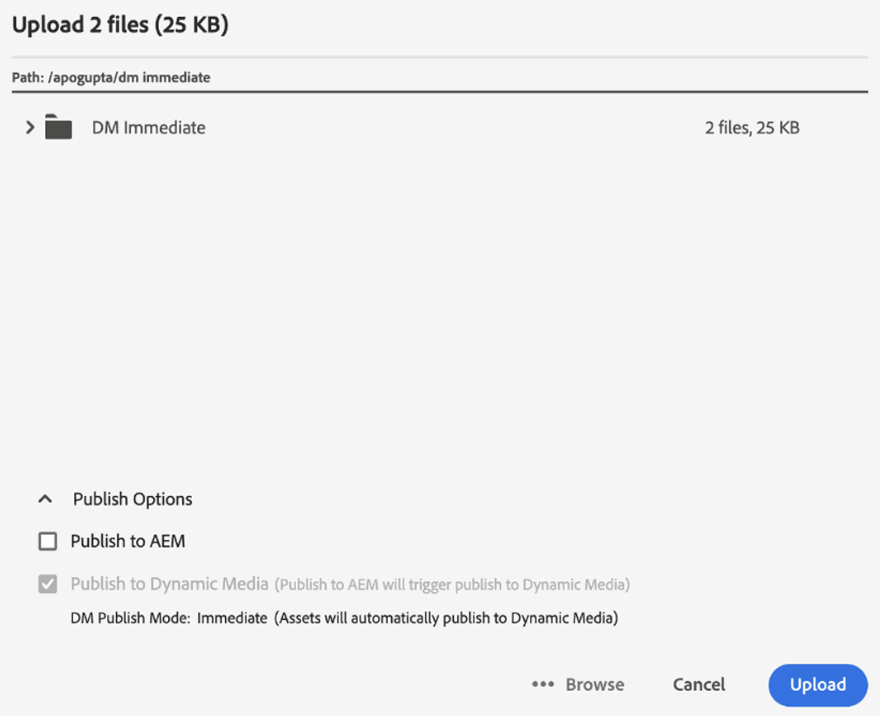 Upload 2 files (25 KB)
Path: /apogupta/dm immediate
DM Immediate 2 files, 25 KB
Publish Options
Publish to AEM
Publish to Dynamic Media (Publish to AEM will trigger publish to Dynamic Media)
DM Publish Mode: Immediate (Assets will automatically publish to Dynamic Media)
••• Browse Cancel Upload